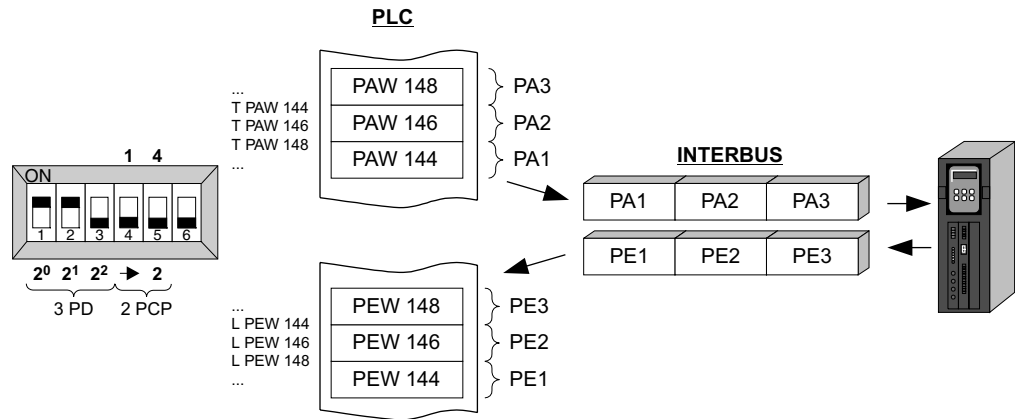 PLC
...
T PAW 144
T PAW 146
T PAW 148
...
PAW 148
PAW 146
PAW 144
PA3
PA2
PA1
1 4
ON
1 2 3 4 5 6
2⁰ 2¹ 2² → 2
3 PD 2 PCP
INTERBUS
PA1 PA2 PA3
PE1 PE2 PE3
...
L PEW 144
L PEW 146
L PEW 148
...
PEW 148
PEW 146
PEW 144
PE3
PE2
PE1